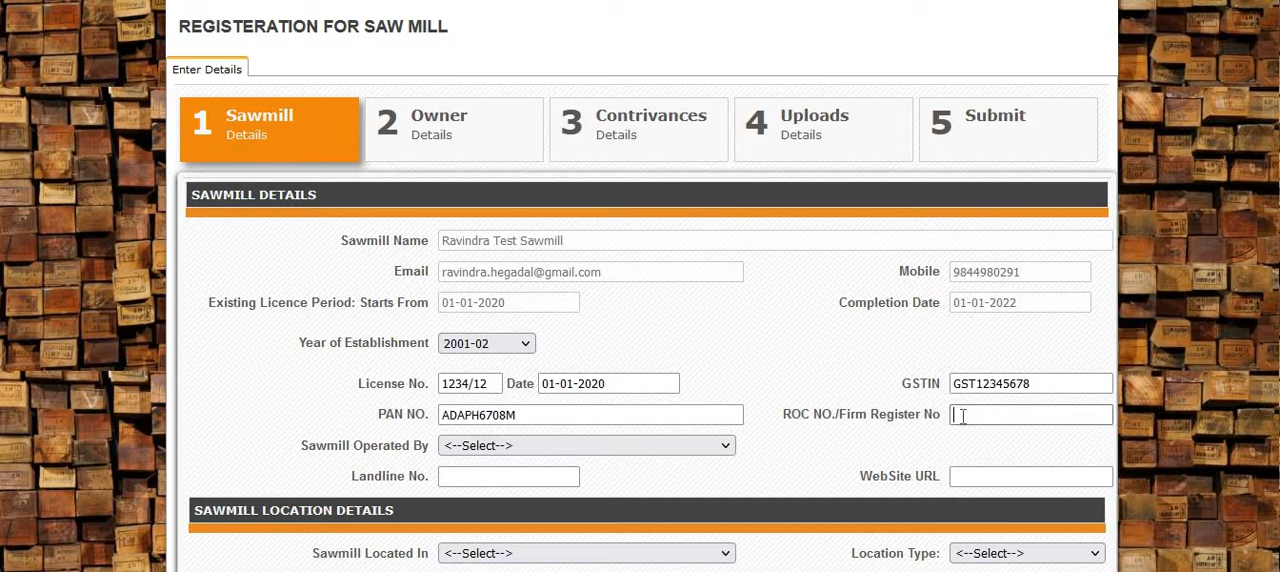 REGISTERATION FOR SAW MILL
Enter Details
1 Sawmill Details
2 Owner Details
3 Contrivances Details
4 Uploads Details
5 Submit
SAWMILL DETAILS
Sawmill Name Ravindra Test Sawmill
Email ravindra.hegadal@gmail.com Mobile 9844980291
Existing Licence Period: Starts From 01-01-2020 Completion Date 01-01-2022
Year of Establishment 2001-02
License No. 1234/12 Date 01-01-2020 GSTIN GST12345678
PAN NO. ADAPH6708M ROC NO./Firm Register No
Sawmill Operated By <--Select-->
Landline No. WebSite URL
SAWMILL LOCATION DETAILS
Sawmill Located In <--Select--> Location Type: <--Select-->